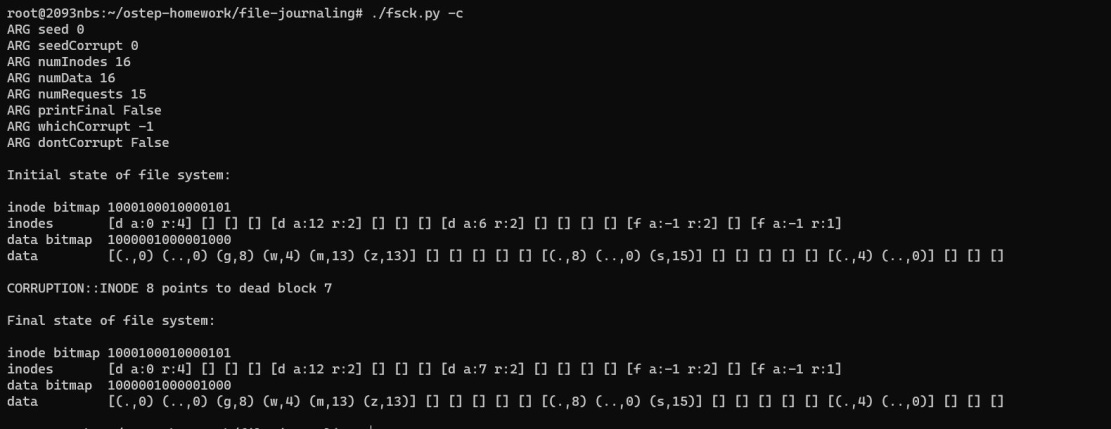 root@2093nbs:~/ostep-homework/file-journaling# ./fsck.py -c
ARG seed 0
ARG seedCorrupt 0
ARG numInodes 16
ARG numData 16
ARG numRequests 15
ARG printFinal False
ARG whichCorrupt -1
ARG dontCorrupt False
Initial state of file system:
inode bitmap 1000100010000101
inodes [d a:0 r:4] [] [] [] [d a:12 r:2] [] [] [] [d a:6 r:2] [] [] [] [] [f a:-1 r:2] [] [f a:-1 r:1]
data bitmap 1000001000001000
data [(.,0) (..,0) (g,8) (w,4) (m,13) (z,13)] [] [] [] [] [] [(.,8) (..,0) (s,15)] [] [] [] [] [] [(.,4) (..,0)] [] [] []
CORRUPTION::INODE 8 points to dead block 7
Final state of file system:
inode bitmap 1000100010000101
inodes [d a:0 r:4] [] [] [] [d a:12 r:2] [] [] [] [d a:7 r:2] [] [] [] [] [f a:-1 r:2] [] [f a:-1 r:1]
data bitmap 1000001000001000
data [(.,0) (..,0) (g,8) (w,4) (m,13) (z,13)] [] [] [] [] [] [(.,8) (..,0) (s,15)] [] [] [] [] [] [(.,4) (..,0)] [] [] []